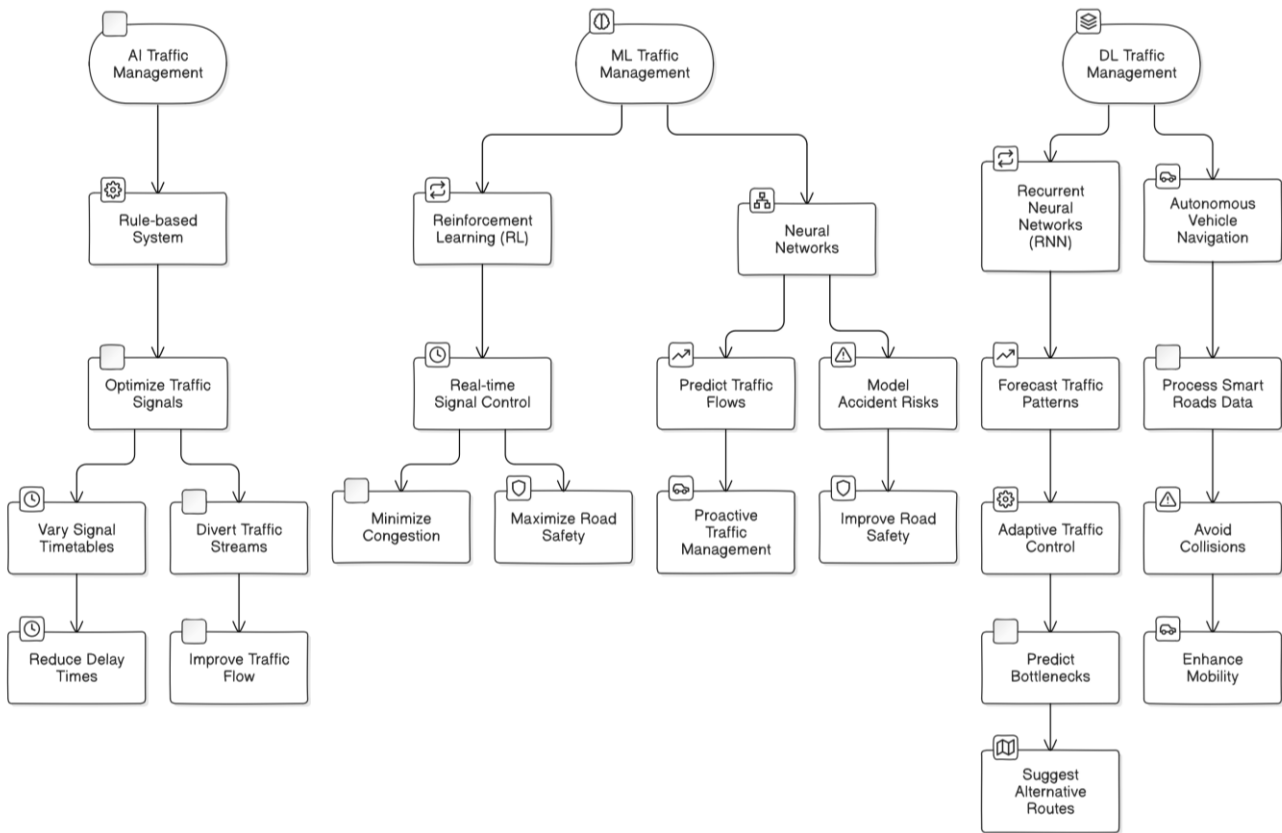 AI Traffic
Management
ML Traffic
Management
DL Traffic
Management
Rule-based
System
Reinforcement
Learning (RL)
Neural
Networks
Recurrent
Neural
Networks
(RNN)
Autonomous
Vehicle
Navigation
Optimize Traffic
Signals
Real-time
Signal Control
Predict Traffic
Flows
Model
Accident Risks
Forecast Traffic
Patterns
Process Smart
Roads Data
Vary Signal
Timetables
Divert Traffic
Streams
Minimize
Congestion
Maximize Road
Safety
Proactive
Traffic
Management
Improve Road
Safety
Adaptive Traffic
Control
Avoid
Collisions
Reduce Delay
Times
Improve Traffic
Flow
Predict
Bottlenecks
Enhance
Mobility
Suggest
Alternative
Routes